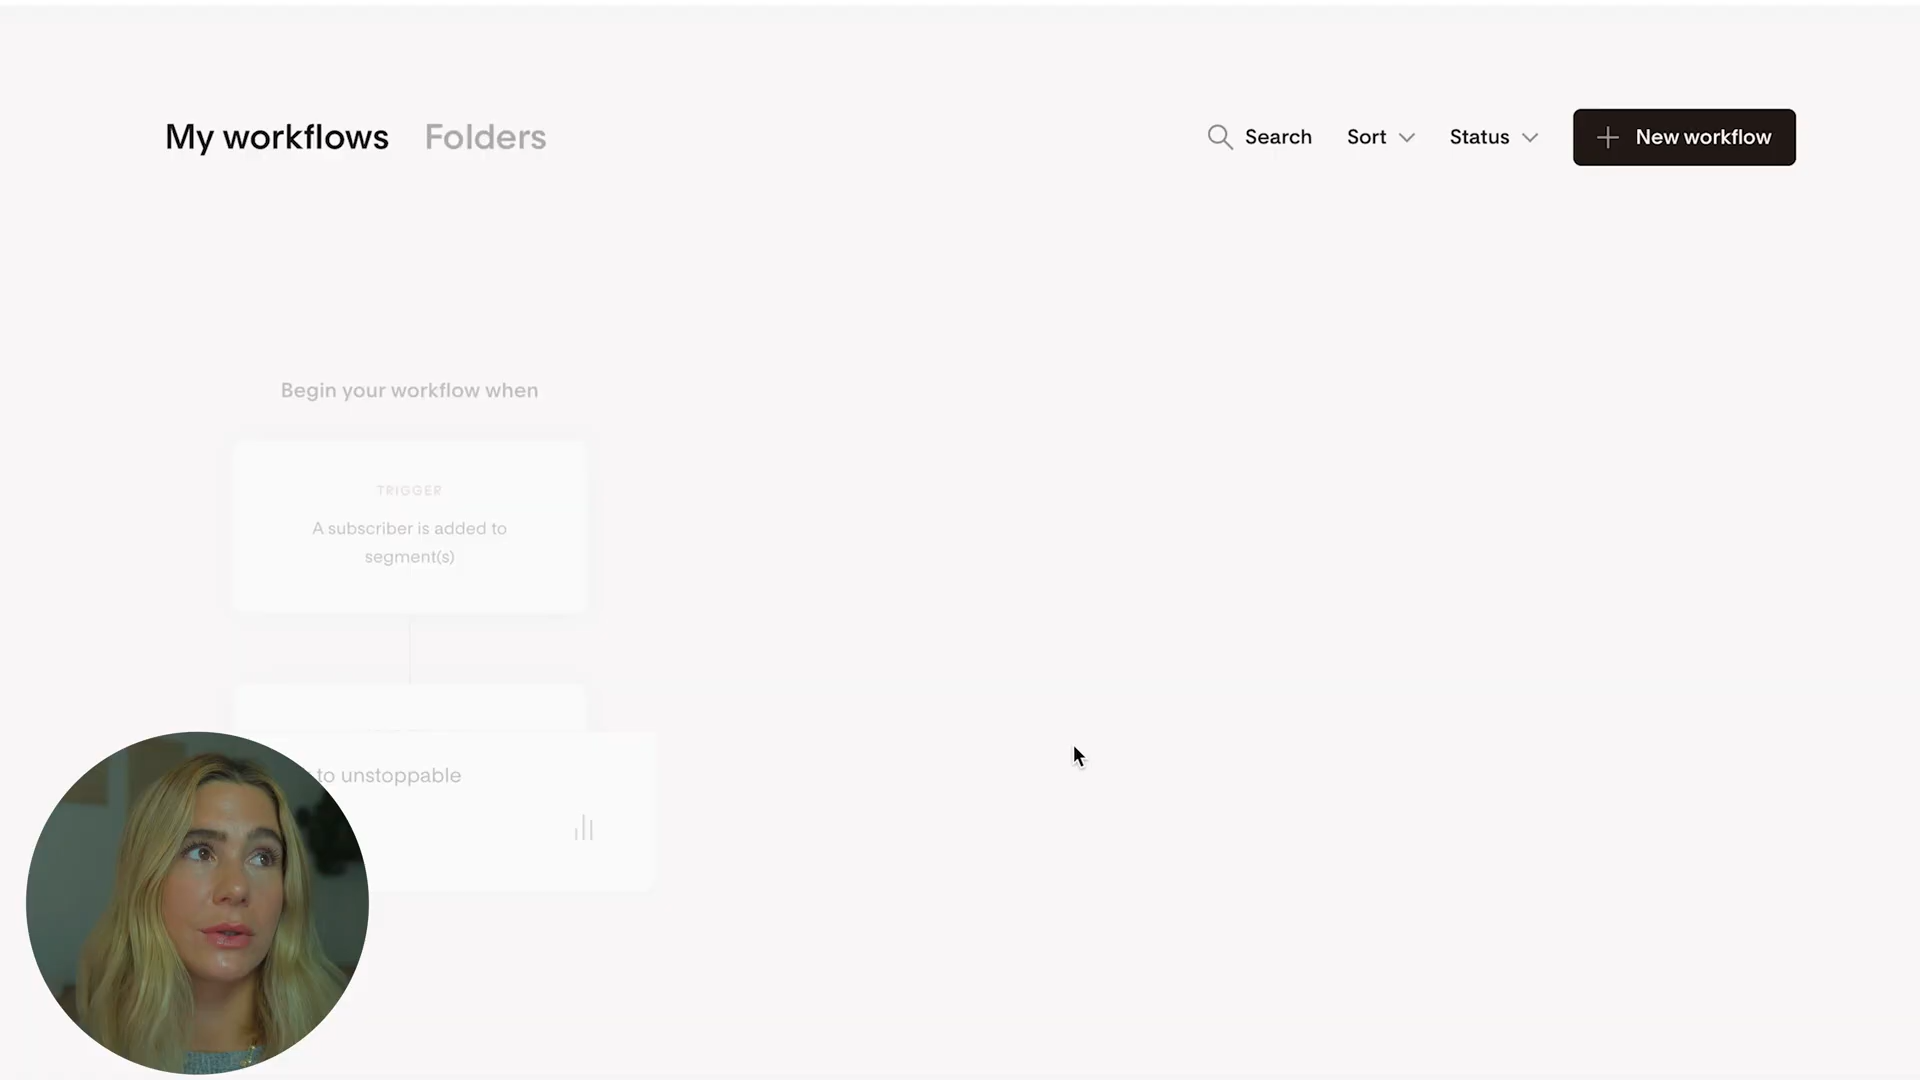 My workflows Folders Search Sort Status New workflow
Begin your workflow when
TRIGGER
A subscriber is added to
segment(s)
to unstoppable